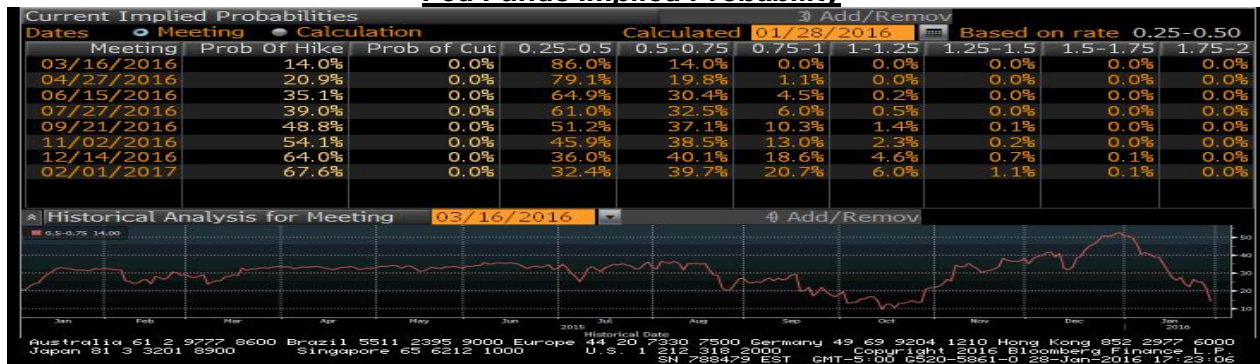 Fed Funds Implied Probability
Current Implied Probabilities 3) Add/Remov
Dates Meeting Calculation Calculated 01/28/2016 Based on rate 0.25-0.50
Meeting Prob Of Hike Prob of Cut 0.25-0.5 0.5-0.75 0.75-1 1-1.25 1.25-1.5 1.5-1.75 1.75-2
03/16/2016 14.0% 0.0% 86.0% 14.0% 0.0% 0.0% 0.0% 0.0% 0.0%
04/27/2016 20.9% 0.0% 79.1% 19.8% 1.1% 0.0% 0.0% 0.0% 0.0%
06/15/2016 35.1% 0.0% 64.9% 30.4% 4.5% 0.2% 0.0% 0.0% 0.0%
07/27/2016 39.0% 0.0% 61.0% 32.5% 6.0% 0.5% 0.0% 0.0% 0.0%
09/21/2016 48.8% 0.0% 51.2% 37.1% 10.3% 1.4% 0.1% 0.0% 0.0%
11/02/2016 54.1% 0.0% 45.9% 38.5% 13.0% 2.3% 0.2% 0.0% 0.0%
12/14/2016 64.0% 0.0% 36.0% 40.1% 18.6% 4.6% 0.7% 0.1% 0.0%
02/01/2017 67.6% 0.0% 32.4% 39.7% 20.7% 6.0% 1.1% 0.1% 0.0%
Historical Analysis for Meeting 03/16/2016 4) Add/Remov
0.5-0.75 14.00
50
40
30
20
10
Jan Feb Mar Apr May Jun Jul Aug Sep Oct Nov Dec Jan
2015 2016
Historical Date
Australia 61 2 9777 8600 Brazil 5511 2395 9000 Europe 44 20 7330 7500 Germany 49 69 9204 1210 Hong Kong 852 2977 6000
Japan 81 3 3201 8900 Singapore 65 6212 1000 U.S. 1 212 318 2000 Copyright 2016 Bloomberg Finance L.P.
SN 788479 EST GMT-5:00 G820-5861-0 28-Jan-2016 17:23:06